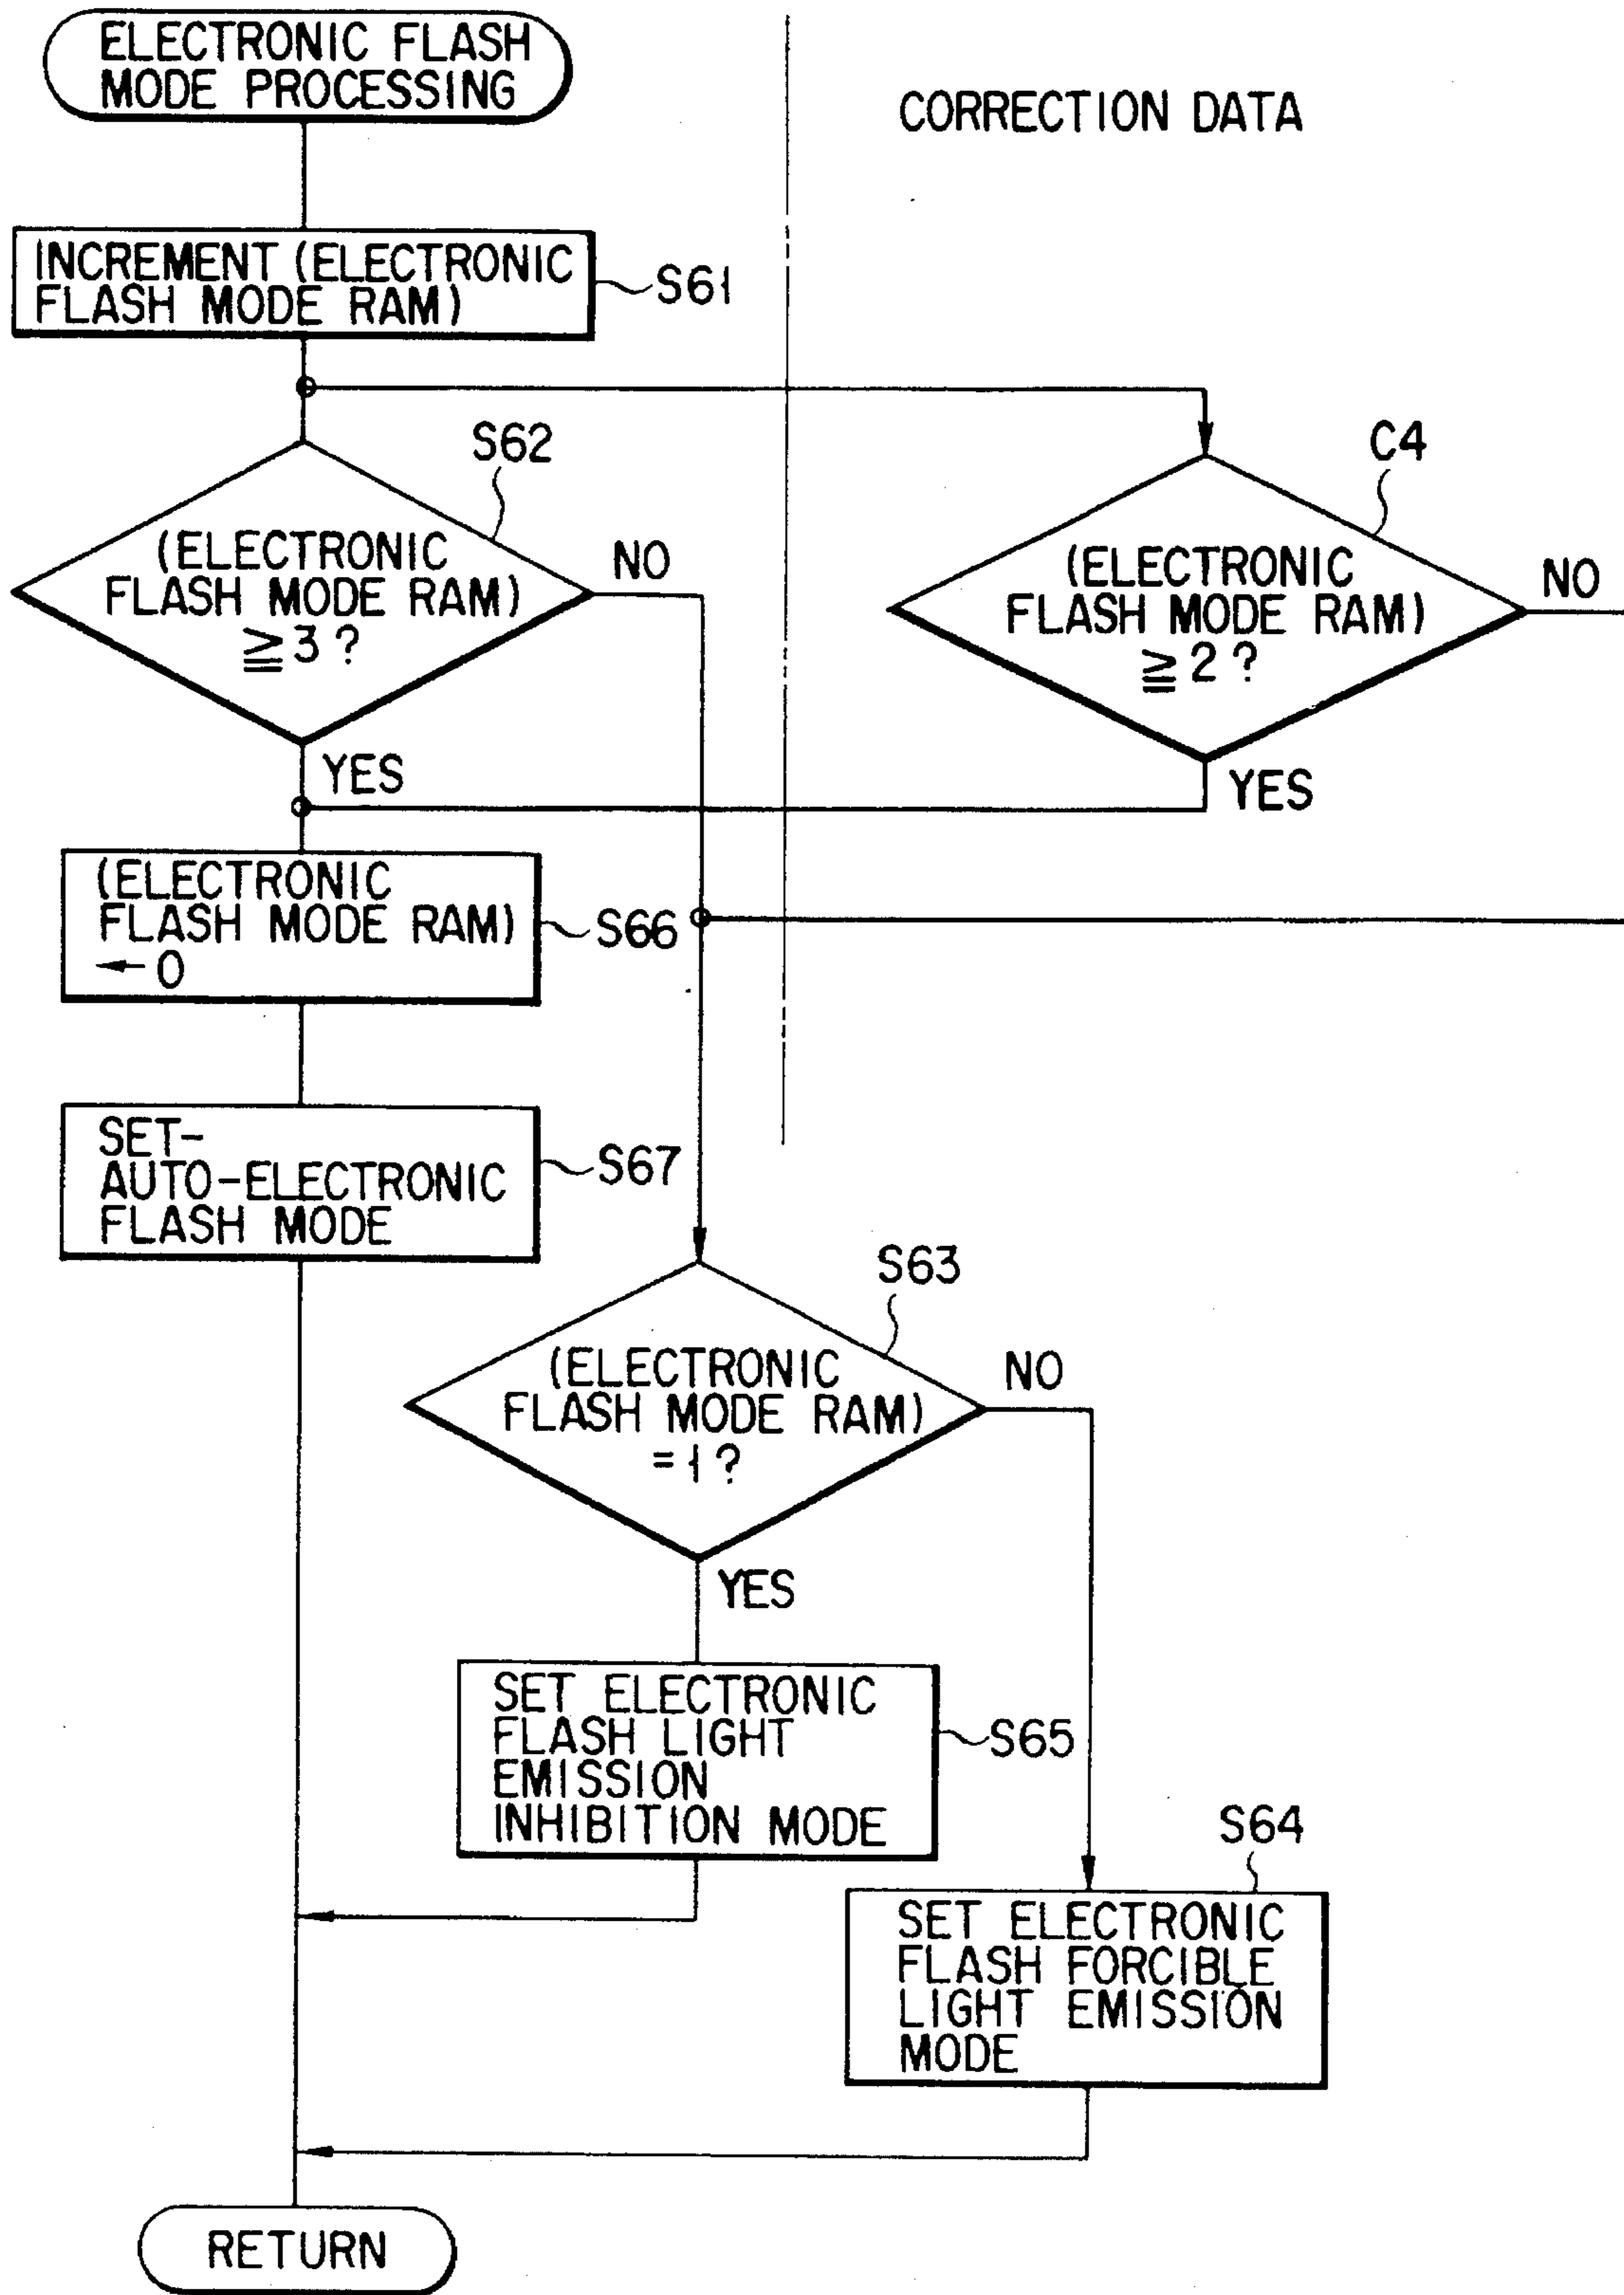 ELECTRONIC FLASH
MODE PROCESSING
CORRECTION DATA
INCREMENT (ELECTRONIC
FLASH MODE RAM)
S61
S62
(ELECTRONIC
FLASH MODE RAM)
≧3?
NO
YES
C4
(ELECTRONIC
FLASH MODE RAM)
≧2?
NO
YES
(ELECTRONIC
FLASH MODE RAM)
←0
S66
SET-
AUTO-ELECTRONIC
FLASH MODE
S67
S63
(ELECTRONIC
FLASH MODE RAM)
=1?
NO
YES
SET ELECTRONIC
FLASH LIGHT
EMISSION
INHIBITION MODE
S65
S64
SET ELECTRONIC
FLASH FORCIBLE
LIGHT EMISSION
MODE
RETURN